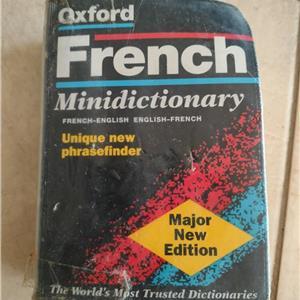 Oxford
French
Minidictionary
FRENCH-ENGLISH ENGLISH-FRENCH
Unique new
phrasefinder
Major
New
Edition
The World's Most Trusted Dictionaries